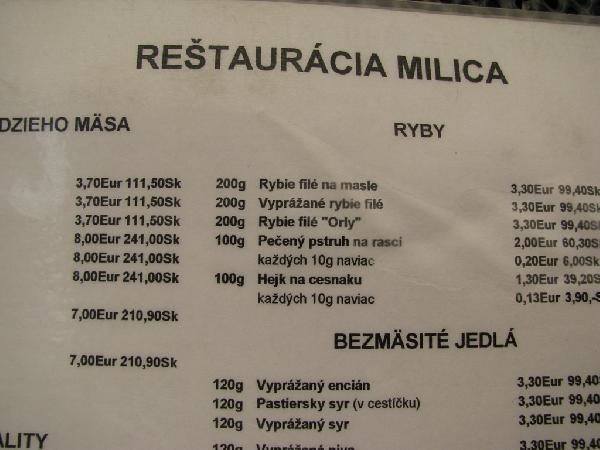 REŠTAURÁCIA MILICA
DZIEHO MÄSA
3,70Eur 111,50Sk
3,70Eur 111,50Sk
3,70Eur 111,50Sk
8,00Eur 241,00Sk
8,00Eur 241,00Sk
8,00Eur 241,00Sk
7,00Eur 210,90Sk
7,00Eur 210,90Sk
ALITY
RYBY
200g Rybie filé na masle 3,30Eur 99,40Sk
200g Vyprážané rybie filé 3,30Eur 99,40Sk
200g Rybie filé "Orly" 3,30Eur 99,40Sk
100g Pečený pstruh na rasci 2,00Eur 60,30Sk
každých 10g naviac 0,20Eur 6,00Sk
100g Hejk na cesnaku 1,30Eur 39,20Sk
každých 10g naviac 0,13Eur 3,90,-S
BEZMÄSITÉ JEDLÁ
120g Vyprážaný encián 3,30Eur 99,40S
120g Pastiersky syr (v cestíčku) 3,30Eur 99,40
120g Vyprážaný syr 3,30Eur 99,40
120g 3,30Eur 99,40